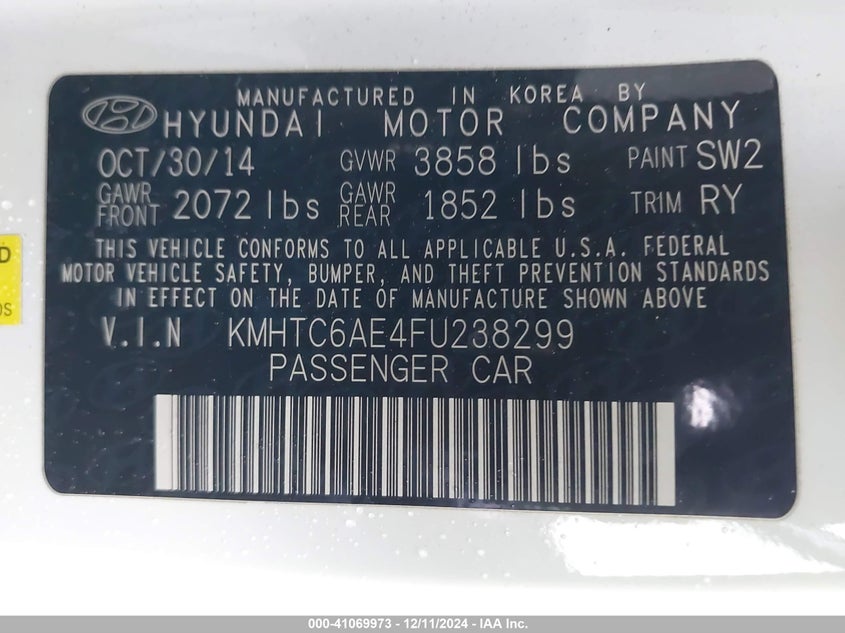 MANUFACTURED IN KOREA BY
HYUNDAI MOTOR COMPANY
OCT/30/14 GVWR 3858 lbs PAINT SW2
GAWR FRONT 2072 lbs GAWR REAR 1852 lbs TRIM RY
THIS VEHICLE CONFORMS TO ALL APPLICABLE U.S.A. FEDERAL
MOTOR VEHICLE SAFETY, BUMPER, AND THEFT PREVENTION STANDARDS
IN EFFECT ON THE DATE OF MANUFACTURE SHOWN ABOVE
V.I.N KMHTC6AE4FU238299
PASSENGER CAR
000-41069973 - 12/11/2024 - IAA Inc.